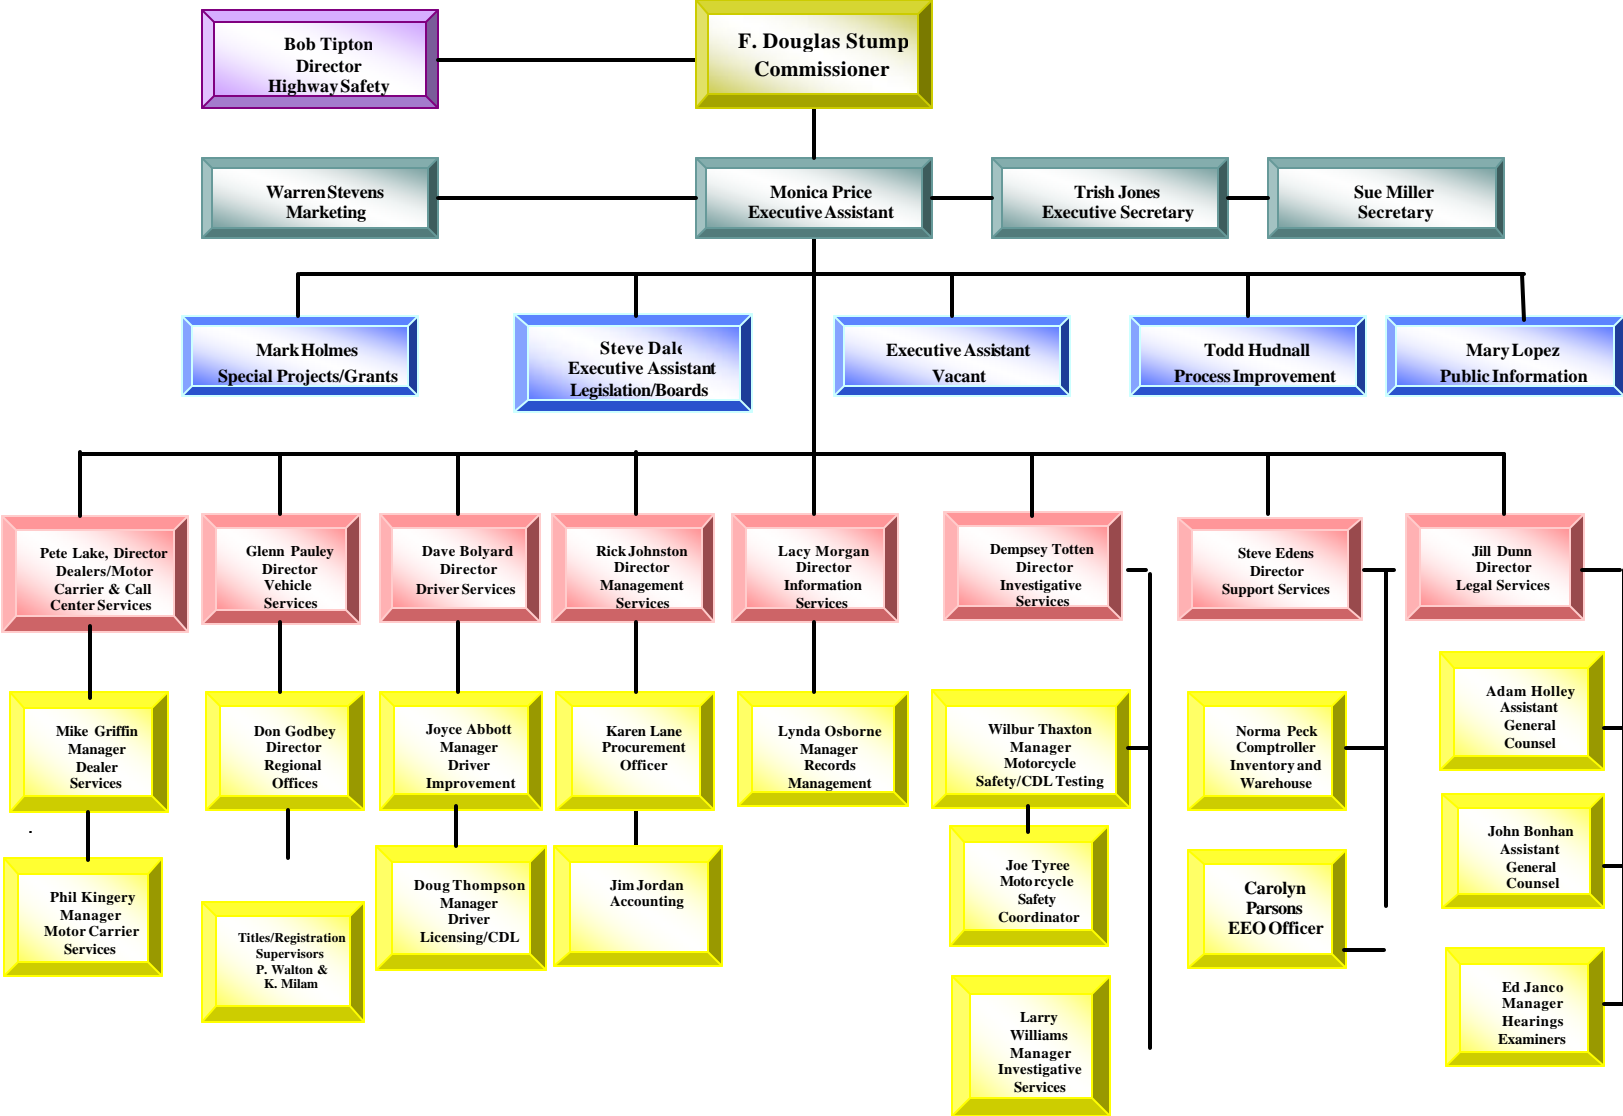 Bob Tipton
Director
Highway Safety
F. Douglas Stump
Commissioner
Warren Stevens
Marketing
Monica Price
Executive Assistant
Trish Jones
Executive Secretary
Sue Miller
Secretary
Mark Holmes
Special Projects/Grants
Steve Dale
Executive Assistant
Legislation/Boards
Executive Assistant
Vacant
Todd Hudnall
Process Improvement
Mary Lopez
Public Information
Pete Lake, Director
Dealers/Motor
Carrier & Call
Center Services
Glenn Pauley
Director
Vehicle
Services
Dave Bolyard
Director
Driver Services
Rick Johnston
Director
Management
Services
Lacy Morgan
Director
Information
Services
Dempsey Totten
Director
Investigative
Services
Steve Edens
Director
Support Services
Jill Dunn
Director
Legal Services
Mike Griffin
Manager
Dealer
Services
Don Godbey
Director
Regional
Offices
Joyce Abbott
Manager
Driver
Improvement
Karen Lane
Procurement
Officer
Lynda Osborne
Manager
Records
Management
Wilbur Thaxton
Manager
Motorcycle
Safety/CDL Testing
Norma Peck
Comptroller
Inventory and
Warehouse
Adam Holley
Assistant
General
Counsel
Phil Kingery
Manager
Motor Carrier
Services
Titles/Registration
Supervisors
P. Walton &
K. Milam
Doug Thompson
Manager
Driver
Licensing/CDL
Jim Jordan
Accounting
Joe Tyree
Motorcycle
Safety
Coordinator
Carolyn
Parsons
EEO Officer
John Bonhan
Assistant
General
Counsel
Larry
Williams
Manager
Investigative
Services
Ed Janco
Manager
Hearings
Examiners